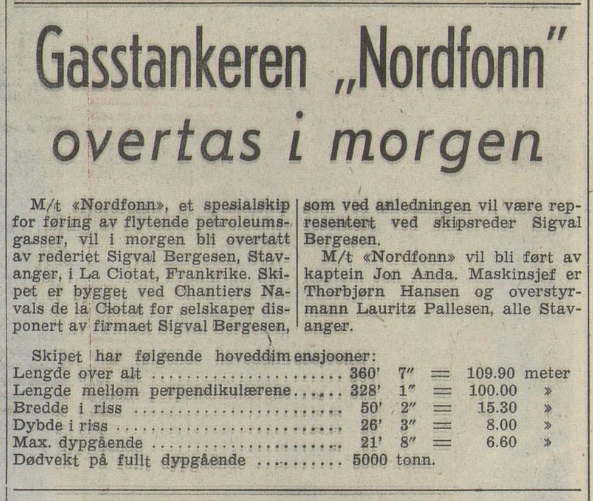 Gasstankeren „Nordfonn"
overtas i morgen
M/t «Nordfonn», et spesialskip
for føring av flytende petroleums-
gasser, vil i morgen bli overtatt
av rederiet Sigval Bergesen, Stav-
anger, i La Ciotat, Frankrike. Ski-
pet er bygget ved Chantiers Na-
vals de la Ciotat for selskaper dis-
ponert av firmaet Sigval Bergesen,
som ved anledningen vil være rep-
resentert ved skipsreder Sigval
Bergesen.
M/t «Nordfonn» vil bli ført av
kaptein Jon Anda. Maskinsjef er
Thorbjørn Hansen og overstyr-
mann Lauritz Pallesen, alle Stav-
anger.
Skipet har følgende hoveddimensjooner:
Lengde over alt .................. 360' 7" = 109.90 meter
Lengde mellom perpendikulærene...... 328' 1" = 100.00 »
Bredde i riss .................... 50' 2" = 15.30 »
Dybde i riss ..................... 26' 3" = 8.00 »
Max. dypgående ................... 21' 8" = 6.60 »
Dødvekt på fullt dypgående .......... 5000 tonn.